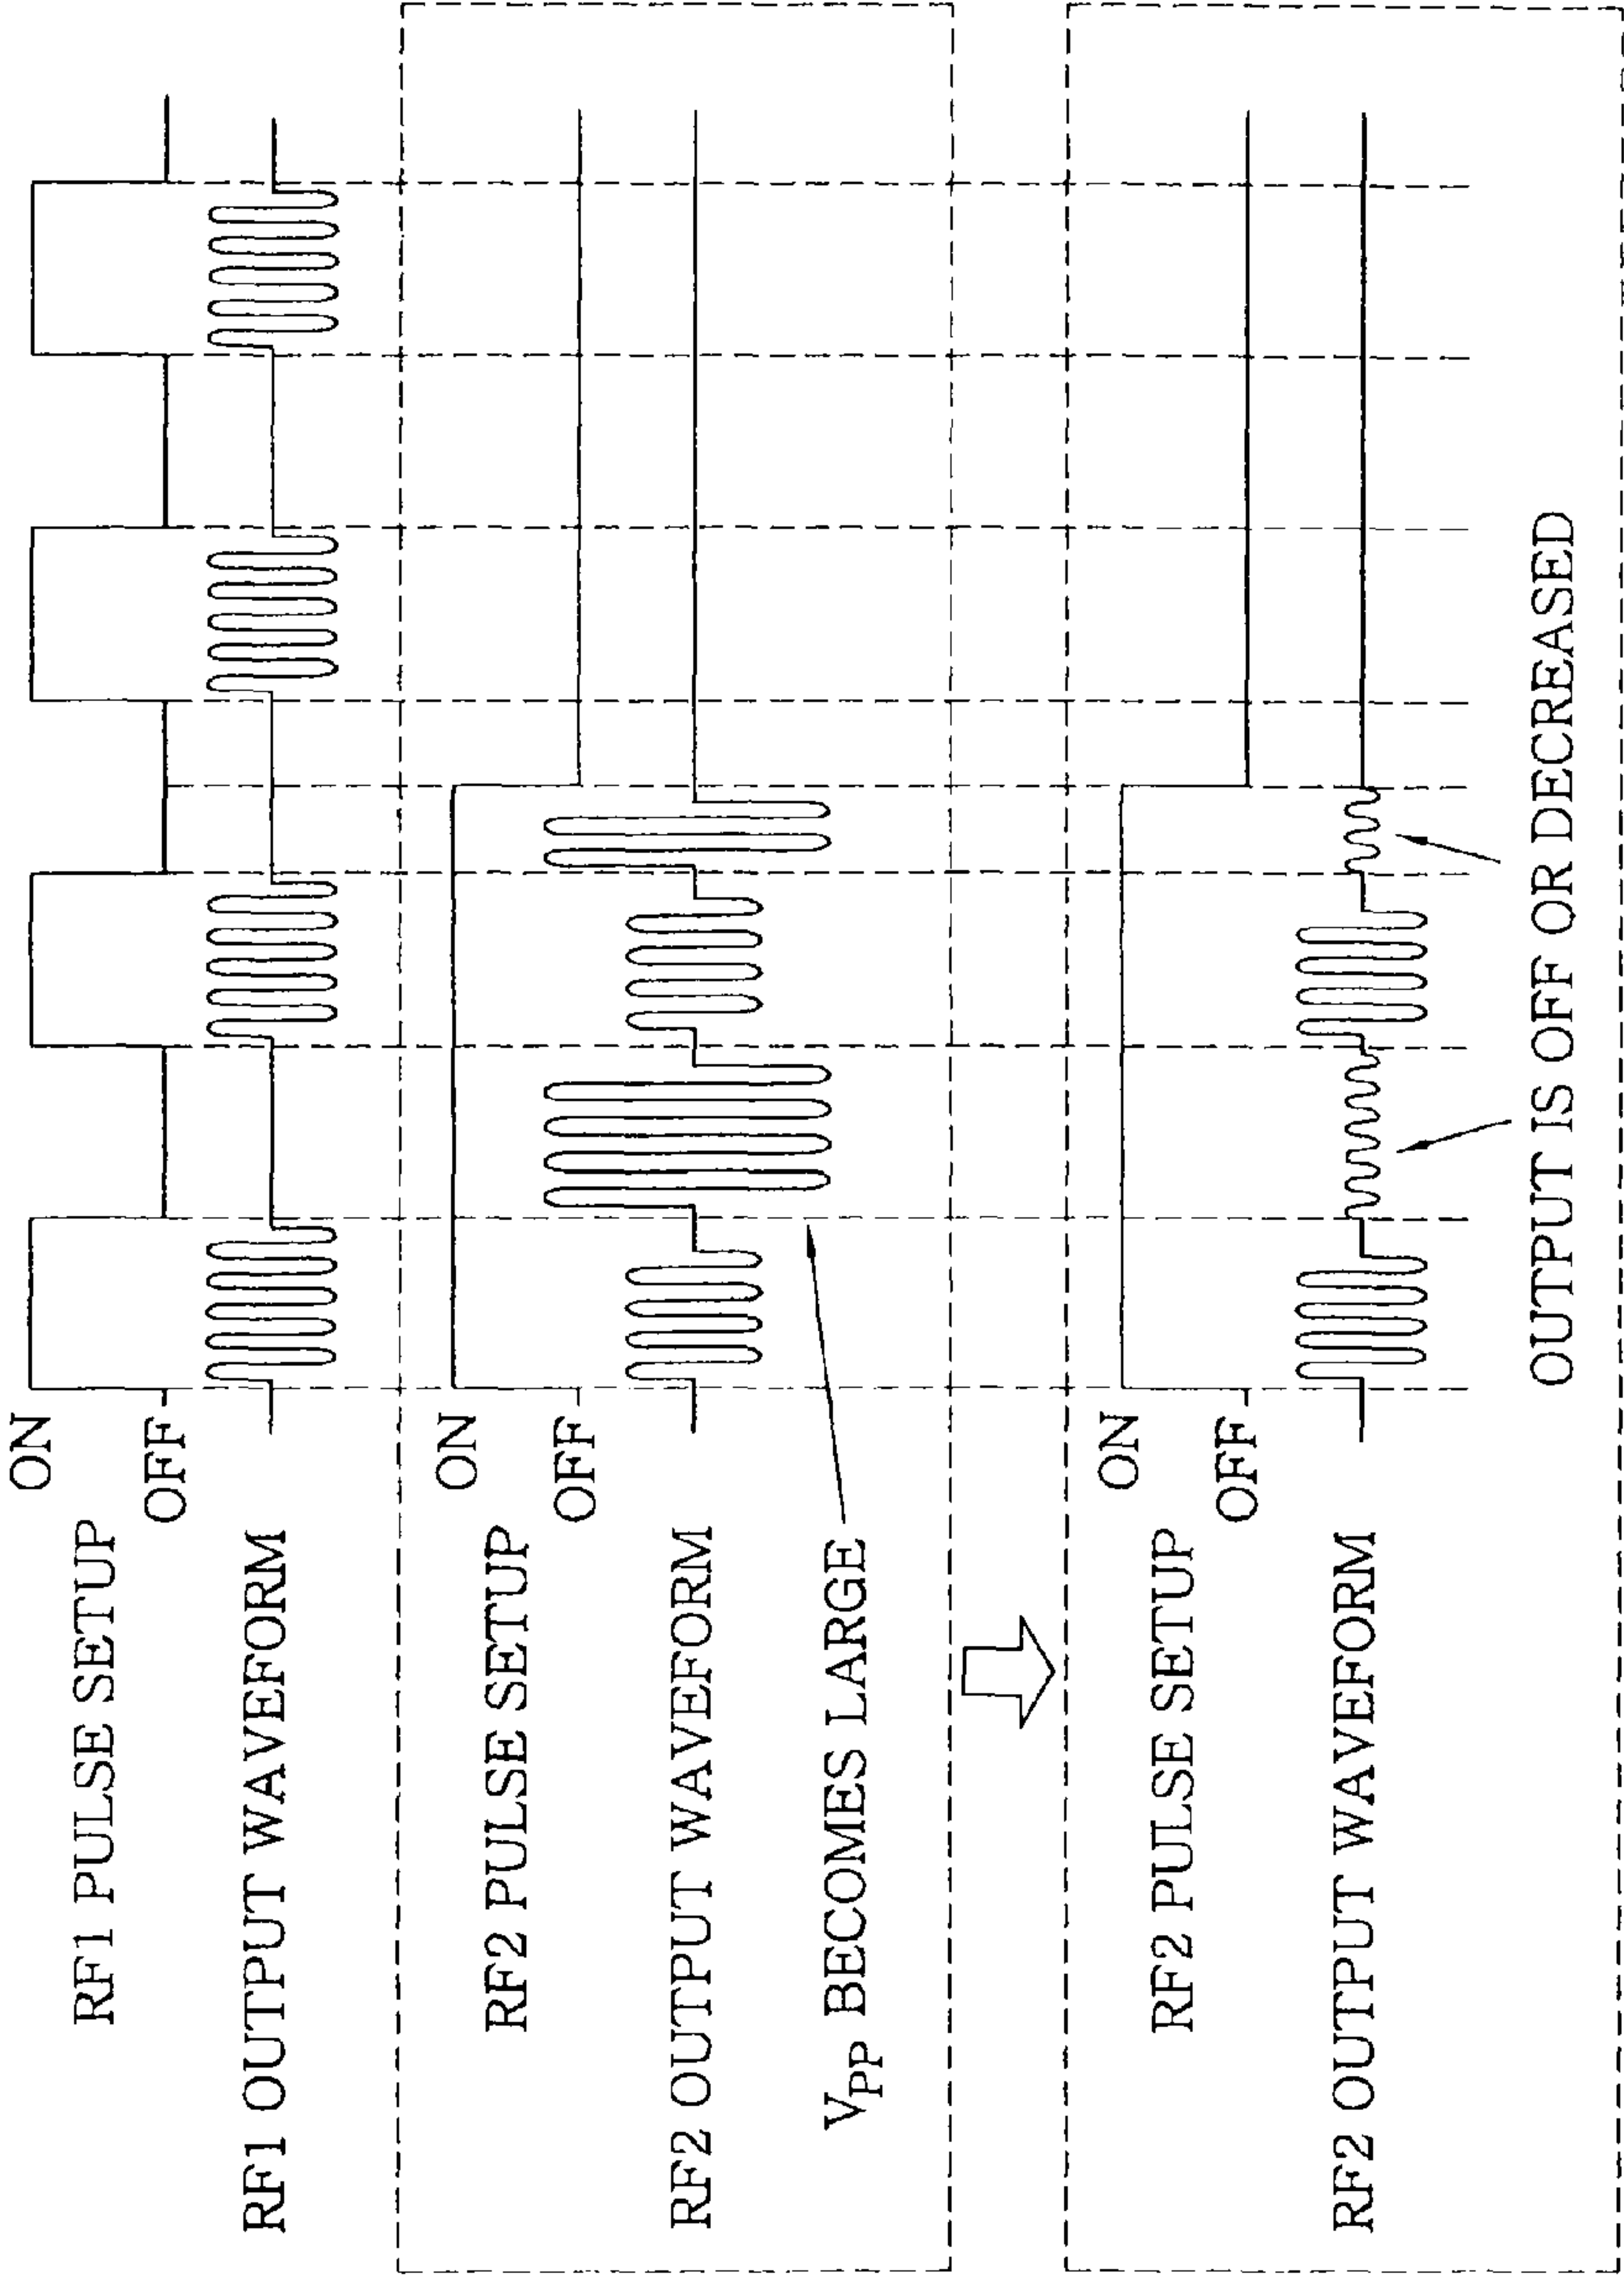 RF1 PULSE SETUP
ON
OFF
RF1 OUTPUT WAVEFORM
RF2 PULSE SETUP
ON
OFF
RF2 OUTPUT WAVEFORM
VPP BECOMES LARGE
RF2 PULSE SETUP
ON
OFF
RF2 OUTPUT WAVEFORM
OUTPUT IS OFF OR DECREASED